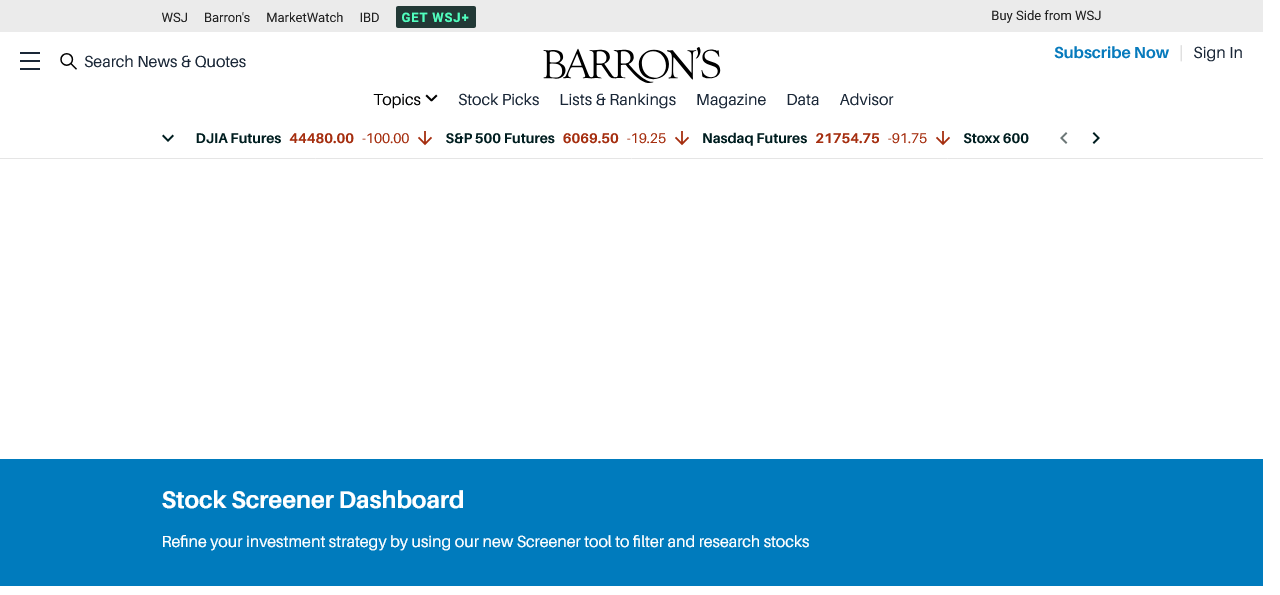 WSJ Barron's MarketWatch IBD GET WSJ+ Buy Side from WSJ
Search News & Quotes BARRON'S Subscribe Now | Sign In
Topics Stock Picks Lists & Rankings Magazine Data Advisor
DJIA Futures 44480.00 -100.00 S&P 500 Futures 6069.50 -19.25 Nasdaq Futures 21754.75 -91.75 Stoxx 600
Stock Screener Dashboard
Refine your investment strategy by using our new Screener tool to filter and research stocks